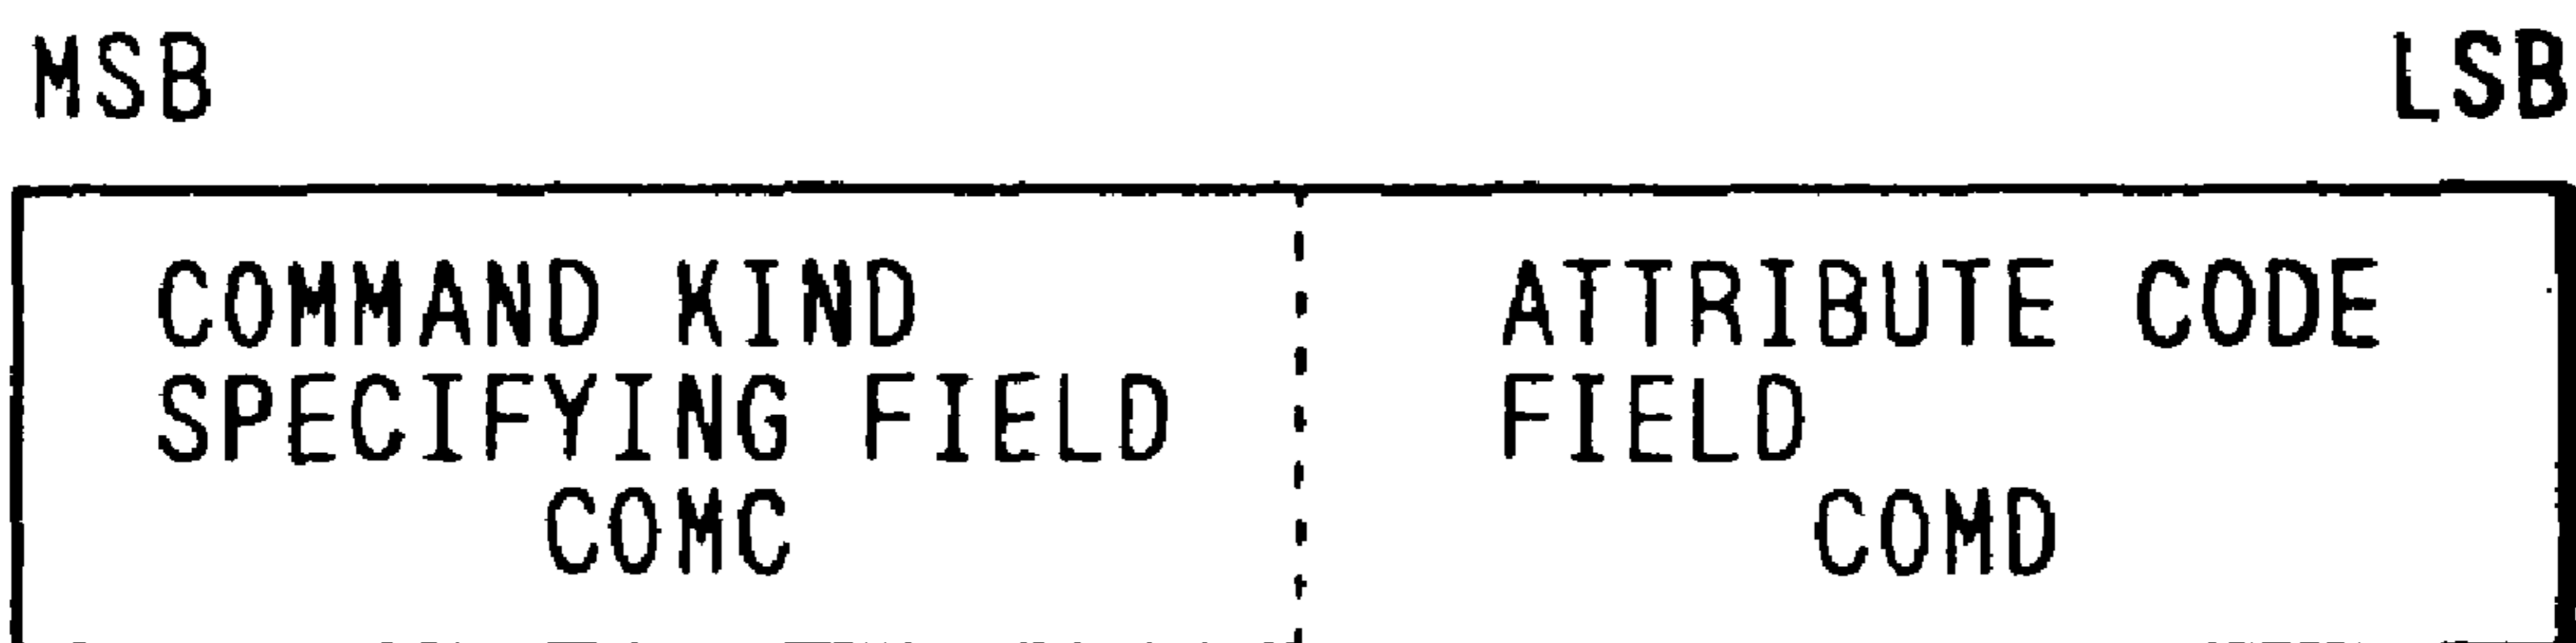 MSB LSB
COMMAND KIND
SPECIFYING FIELD
COMC
ATTRIBUTE CODE
FIELD
COMD